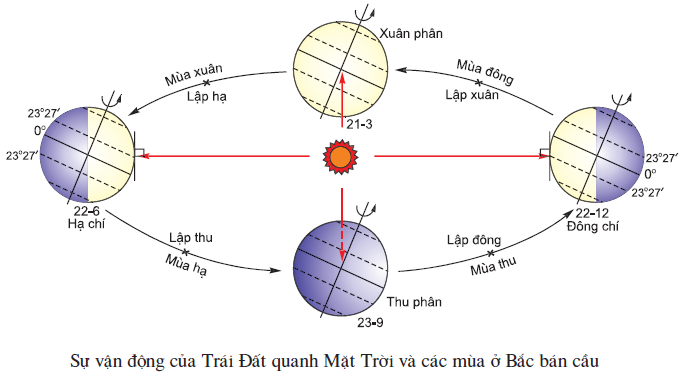 Xuân phân
Mùa xuân
Lập hạ
Mùa đông
Lập xuân
21-3
23°27'
0°
23°27'
22-6
Hạ chí
23°27'
0°
23°27'
22-12
Đông chí
Lập thu
Mùa hạ
Lập đông
Mùa thu
Thu phân
23-9
Sự vận động của Trái Đất quanh Mặt Trời và các mùa ở Bắc bán cầu